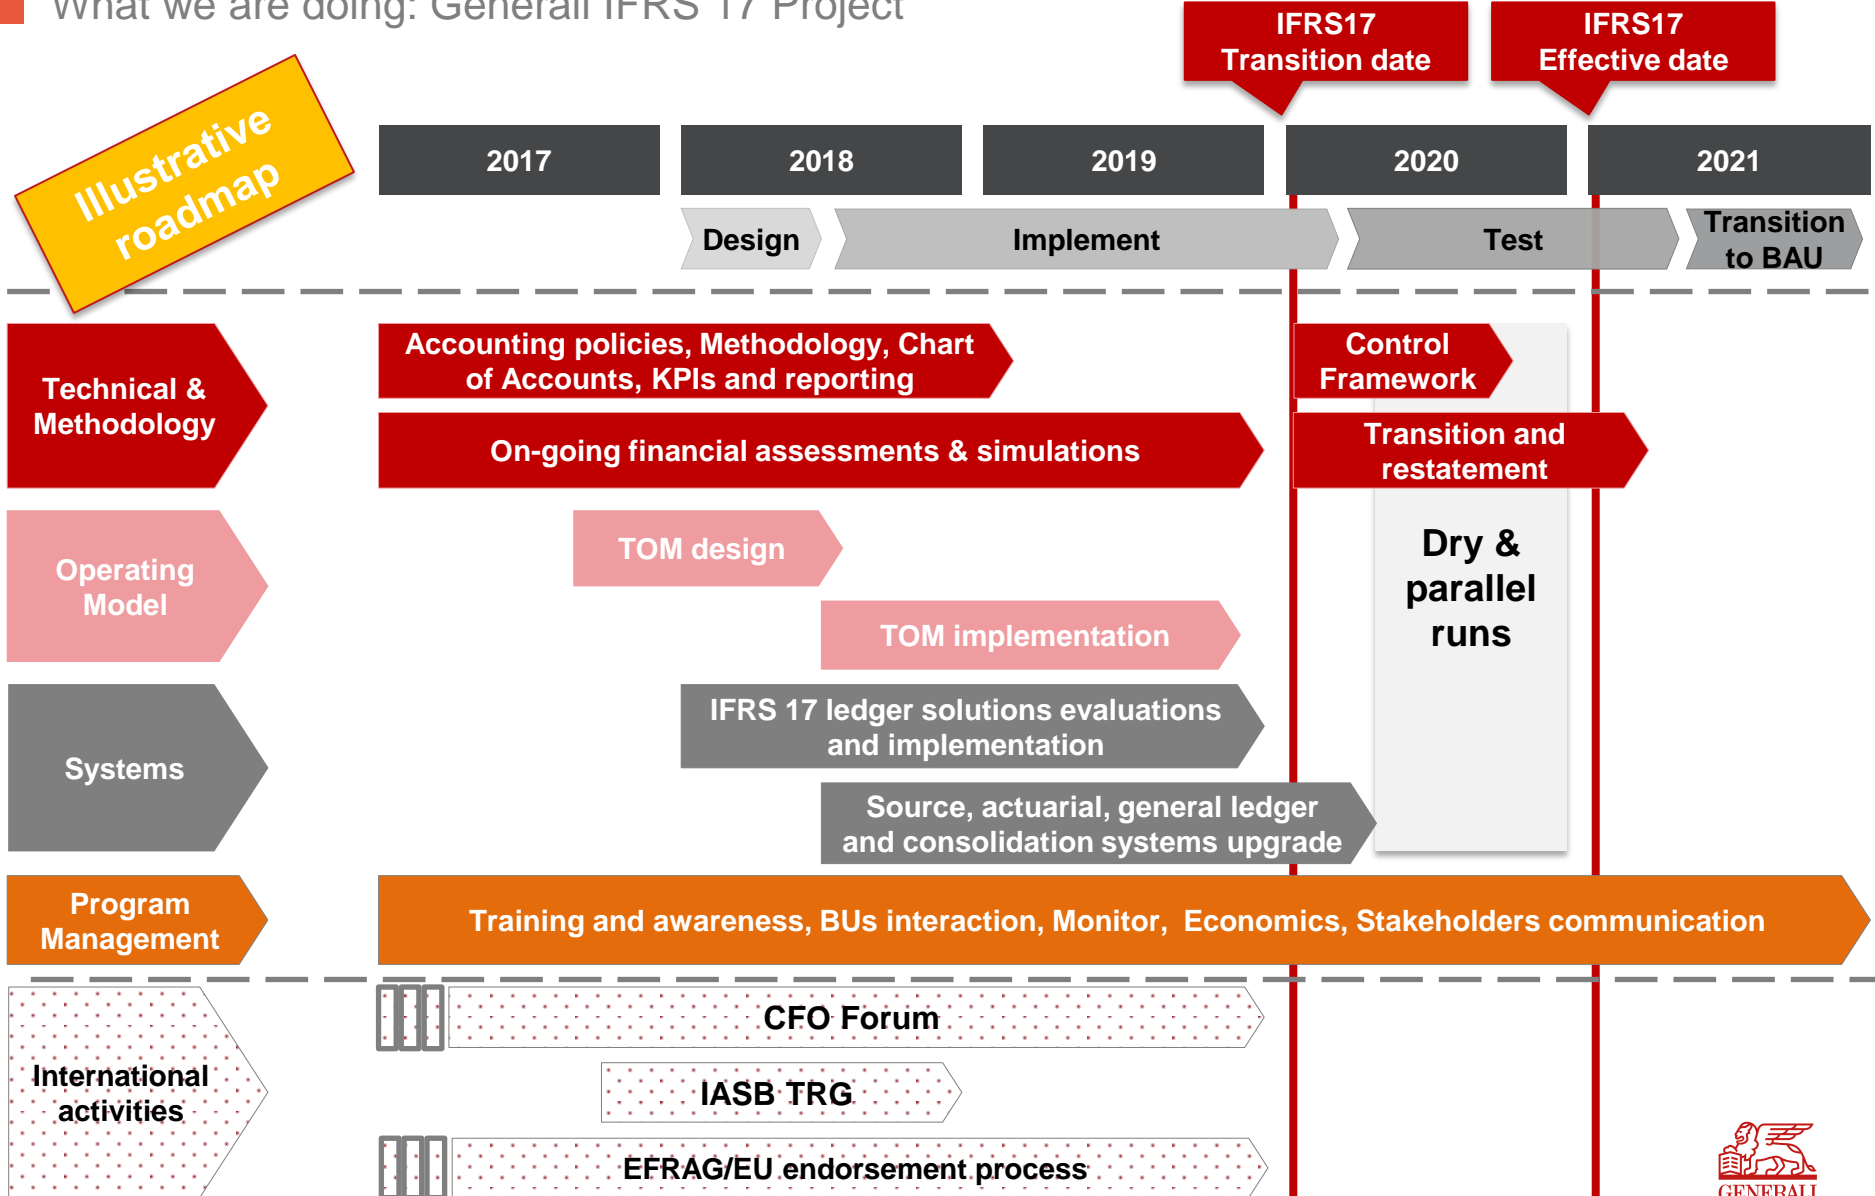 What we are doing: Generali IFRS 17 Project
IFRS17
Transition date
IFRS17
Effective date
Illustrative
roadmap
2017
2018
2019
2020
2021
Design
Implement
Test
Transition
to BAU
Technical &
Methodology
Accounting policies, Methodology, Chart
of Accounts, KPIs and reporting
Control
Framework
On-going financial assessments & simulations
Transition and
restatement
Operating
Model
TOM design
TOM implementation
Dry &
parallel
runs
Systems
IFRS 17 ledger solutions evaluations
and implementation
Source, actuarial, general ledger
and consolidation systems upgrade
Program
Management
Training and awareness, BUs interaction, Monitor,  Economics, Stakeholders communication
International
activities
CFO Forum
IASB TRG
EFRAG/EU endorsement process
GENERALI